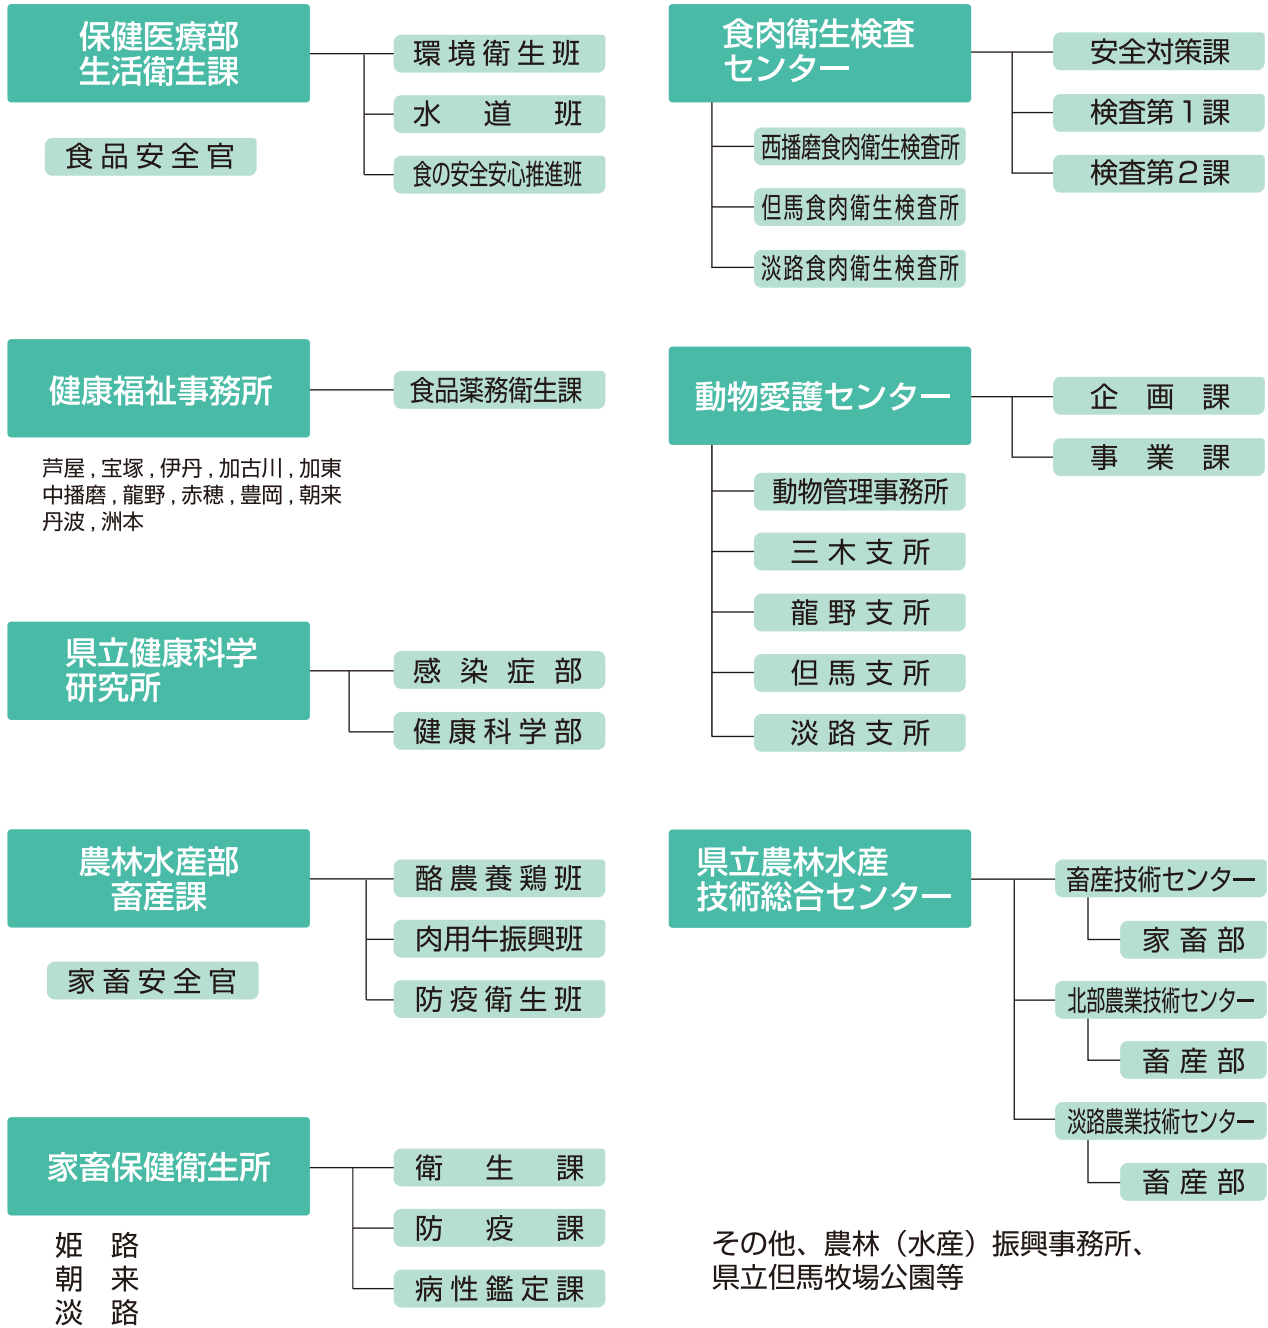 保健医療部
生活衛生課
環境衛生班
水道班
食の安全安心推進班
食品安全官
健康福祉事務所
食品薬務衛生課
芦屋,宝塚,伊丹,加古川,加東
中播磨,龍野,赤穂,豊岡,朝来
丹波,洲本
県立健康科学
研究所
感染症部
健康科学部
農林水産部
畜産課
酪農養鶏班
肉用牛振興班
防疫衛生班
家畜安全官
家畜保健衛生所
衛生課
防疫課
病性鑑定課
姫路
朝来
淡路
食肉衛生検査
センター
安全対策課
検査第1課
検査第2課
西播磨食肉衛生検査所
但馬食肉衛生検査所
淡路食肉衛生検査所
動物愛護センター
企画課
事業課
動物管理事務所
三木支所
龍野支所
但馬支所
淡路支所
県立農林水産
技術総合センター
畜産技術センター
家畜部
北部農業技術センター
畜産部
淡路農業技術センター
畜産部
その他、農林（水産）振興事務所、
県立但馬牧場公園等